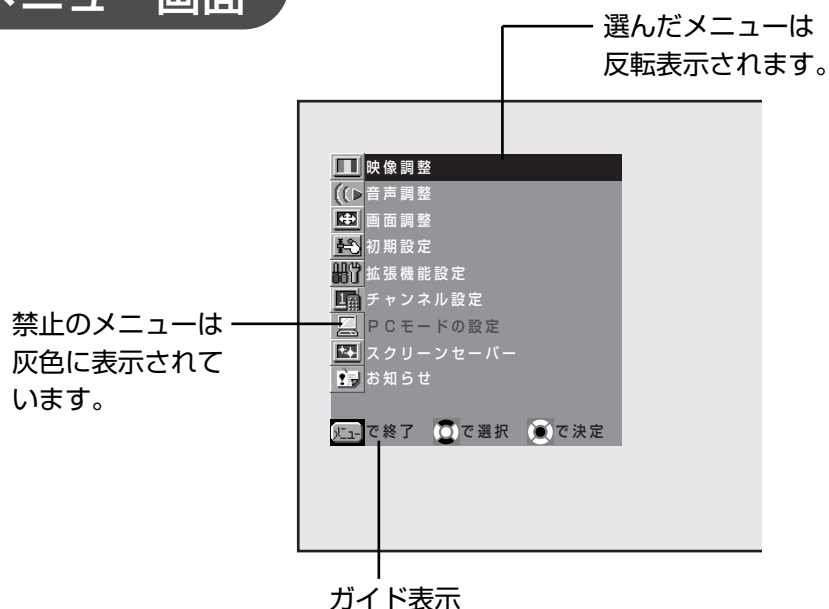 メニュー画面
選んだメニューは
反転表示されます。
映像調整
音声調整
画面調整
初期設定
拡張機能設定
チャンネル設定
PCモードの設定
スクリーンセーバー
お知らせ
メニューで終了 で選択 で決定
禁止のメニューは
灰色に表示されて
います。
ガイド表示